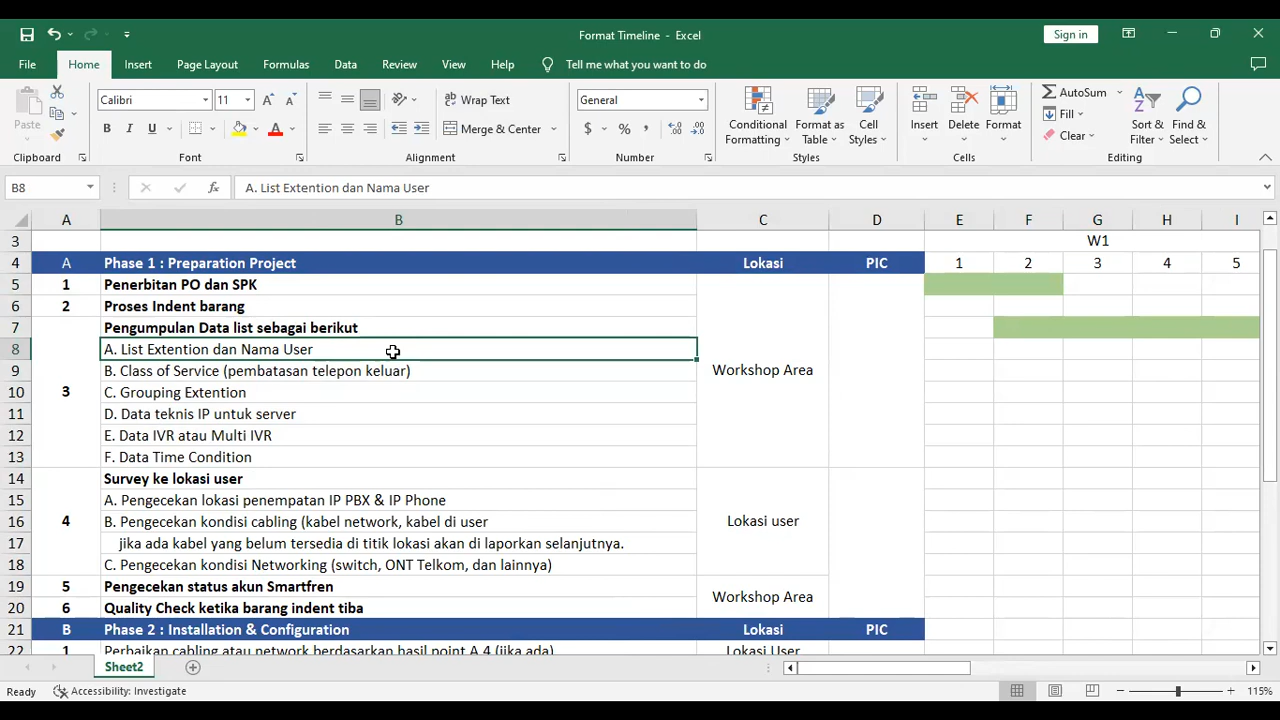 Format Timeline - Excel
Sign in
File Home Insert Page Layout Formulas Data Review View Help Tell me what you want to do
Paste
Calibri 11 Wrap Text General AutoSum
B I U Merge & Center $ % Fill
Conditional Formatting Format as Table Cell Styles Insert Delete Format Clear Sort & Filter Find & Select
Clipboard Font Alignment Number Styles Cells Editing
B8 fx A. List Extention dan Nama User
A B C D E F G H I
3 W1
4 A Phase 1 : Preparation Project Lokasi PIC 1 2 3 4 5
5 1 Penerbitan PO dan SPK
6 2 Proses Indent barang
7 Pengumpulan Data list sebagai berikut
8 A. List Extention dan Nama User
9 B. Class of Service (pembatasan telepon keluar) Workshop Area
10 3 C. Grouping Extention
11 D. Data teknis IP untuk server
12 E. Data IVR atau Multi IVR
13 F. Data Time Condition
14 Survey ke lokasi user
15 A. Pengecekan lokasi penempatan IP PBX & IP Phone
16 4 B. Pengecekan kondisi cabling (kabel network, kabel di user Lokasi user
17 jika ada kabel yang belum tersedia di titik lokasi akan di laporkan selanjutnya.
18 C. Pengecekan kondisi Networking (switch, ONT Telkom, dan lainnya)
19 5 Pengecekan status akun Smartfren
20 6 Quality Check ketika barang indent tiba Workshop Area
21 B Phase 2 : Installation & Configuration Lokasi PIC
22 1 Perbaikan cabling atau network berdasarkan hasil point A.4 (jika ada) Lokasi User
Sheet2
Ready Accessibility: Investigate 115%